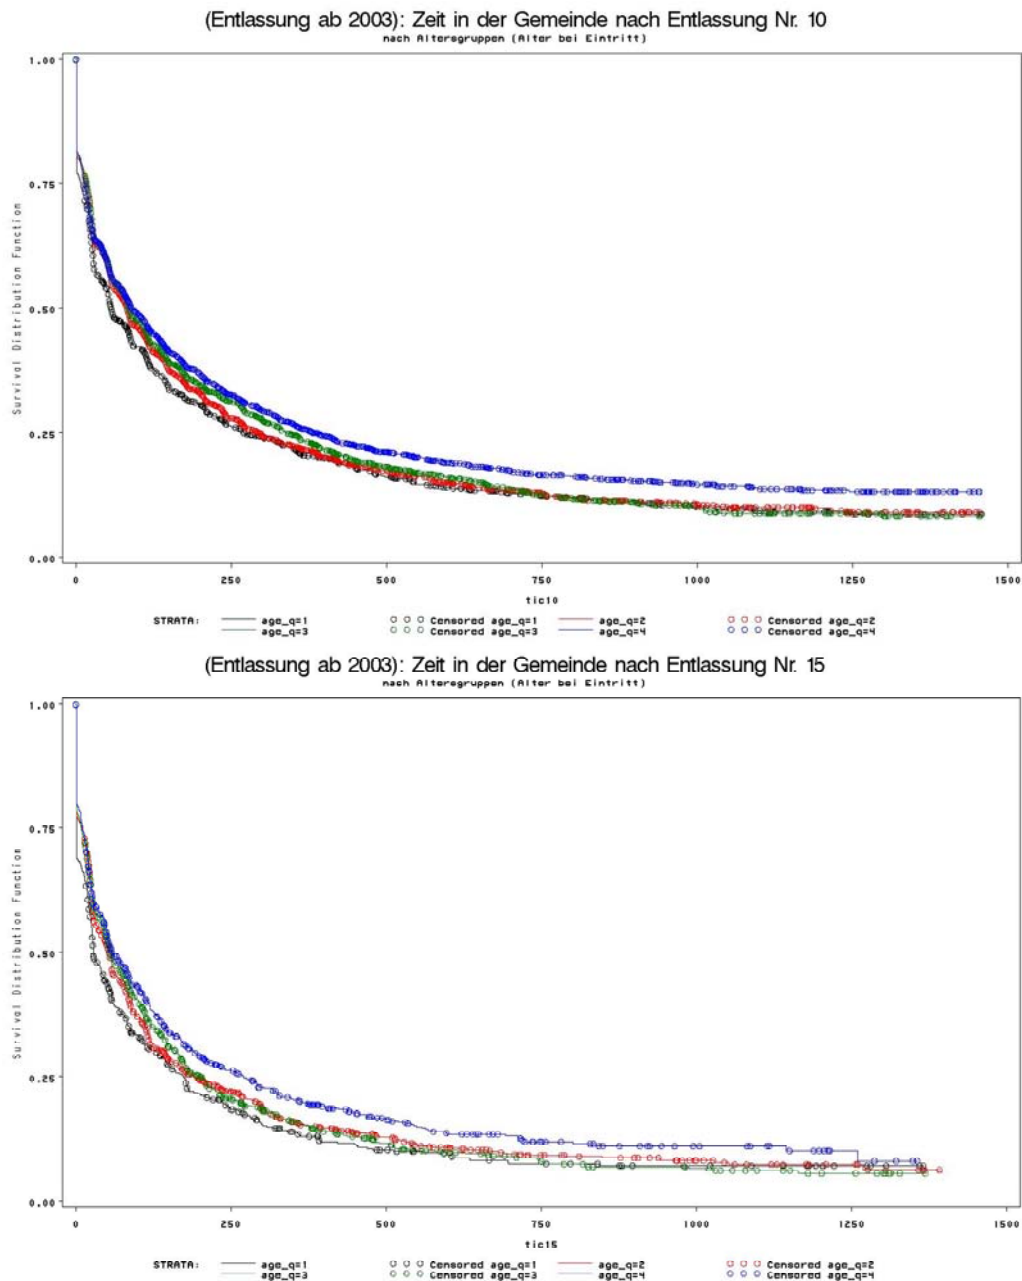 (Entlassung ab 2003): Zeit in der Gemeinde nach Entlassung Nr. 10
nach Altersgruppen (Alter bei Eintritt)
Survival Distribution Function
1.00
0.75
0.50
0.25
0.00
0 250 500 750 1000 1250 1500
tic10
STRATA: age_q=1 Censored age_q=1 age_q=2 Censored age_q=2
age_q=3 Censored age_q=3 age_q=4 Censored age_q=4
(Entlassung ab 2003): Zeit in der Gemeinde nach Entlassung Nr. 15
nach Altersgruppen (Alter bei Eintritt)
Survival Distribution Function
1.00
0.75
0.50
0.25
0.00
0 250 500 750 1000 1250 1500
tic15
STRATA: age_q=1 Censored age_q=1 age_q=2 Censored age_q=2
age_q=3 Censored age_q=3 age_q=4 Censored age_q=4